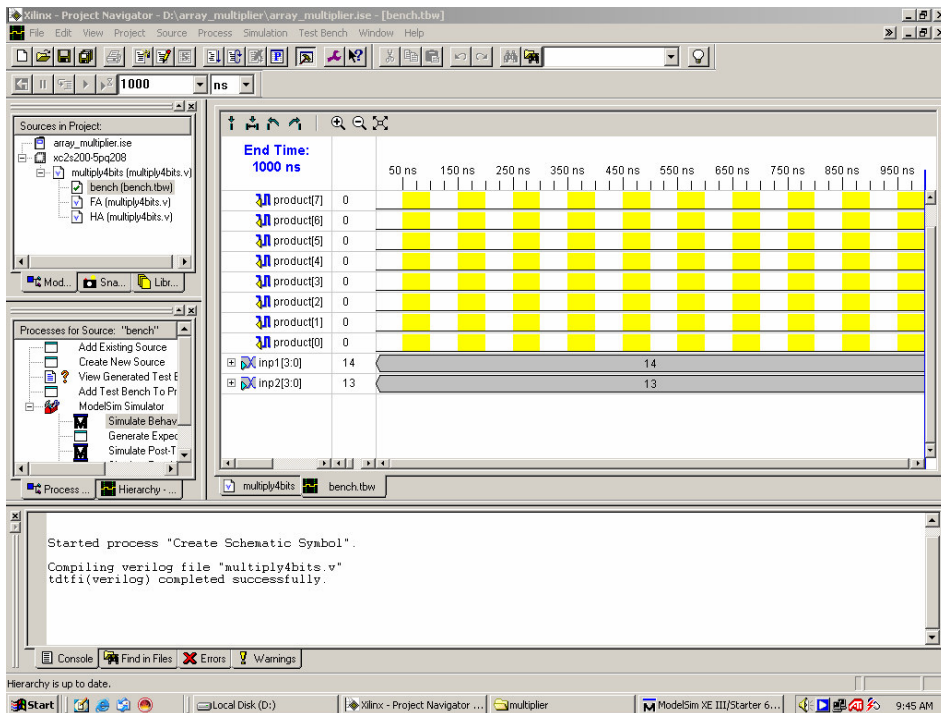 Xilinx - Project Navigator - D:\array_multiplier\array_multiplier.ise - [bench.tbw]
File Edit View Project Source Process Simulation Test Bench Window Help
1000 ns
Sources in Project:
array_multiplier.ise
xc2s200-5pq208
multiply4bits (multiply4bits.v)
bench (bench.tbw)
FA (multiply4bits.v)
HA (multiply4bits.v)
Mod... Sna... Libr...
Processes for Source: "bench"
Add Existing Source
Create New Source
View Generated Test B
Add Test Bench To Pr
ModelSim Simulator
Simulate Behav
Generate Expec
Simulate Post-T
Process ... Hierarchy - ...
End Time:
1000 ns
50 ns 150 ns 250 ns 350 ns 450 ns 550 ns 650 ns 750 ns 850 ns 950 ns
product[7] 0
product[6] 0
product[5] 0
product[4] 0
product[3] 0
product[2] 0
product[1] 0
product[0] 0
inp1[3:0] 14 14
inp2[3:0] 13 13
multiply4bits bench.tbw
Started process "Create Schematic Symbol".
Compiling verilog file "multiply4bits.v"
tdtfi(verilog) completed successfully.
Console Find in Files Errors Warnings
Hierarchy is up to date.
Start Local Disk (D:) Xilinx - Project Navigator ... multiplier ModelSim XE III/Starter 6... 9:45 AM